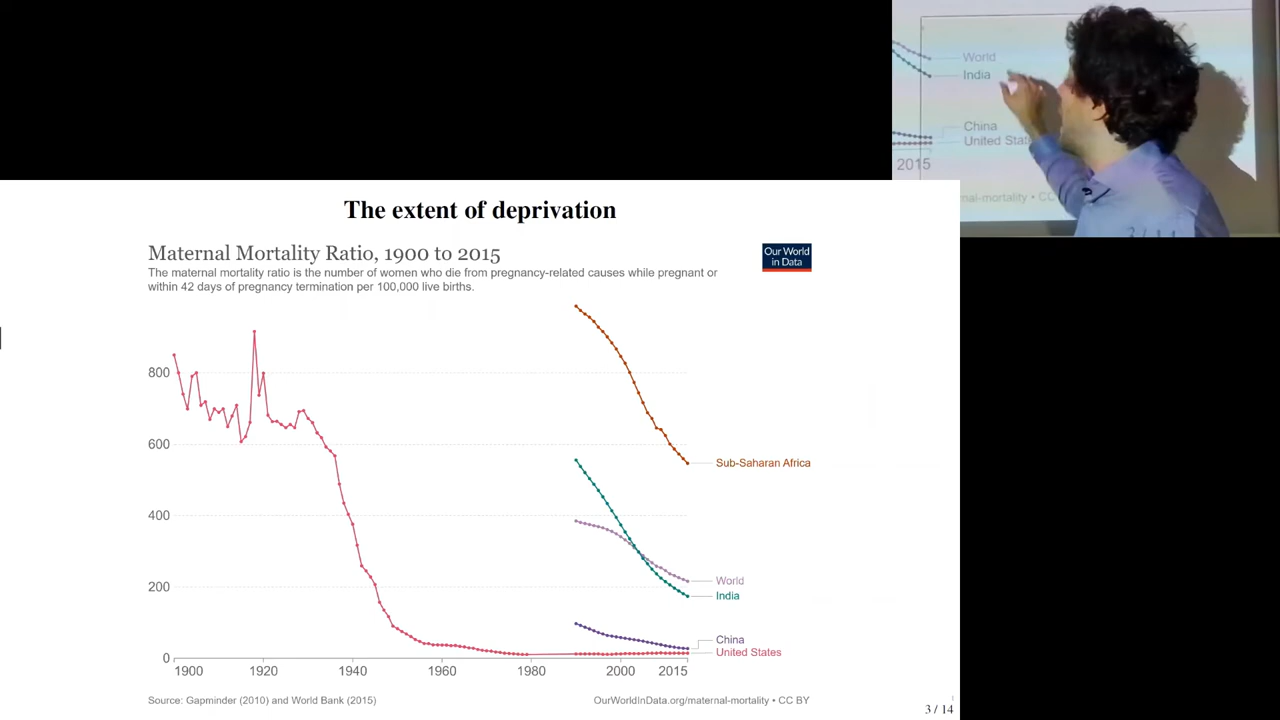 World
India
China
United Stat
2015
nal-mortality • CC
3 / 14
The extent of deprivation
Maternal Mortality Ratio, 1900 to 2015
The maternal mortality ratio is the number of women who die from pregnancy-related causes while pregnant or
within 42 days of pregnancy termination per 100,000 live births.
Our World
in Data
800
600
400
200
0
Sub-Saharan Africa
World
India
China
United States
1900 1920 1940 1960 1980 2000 2015
Source: Gapminder (2010) and World Bank (2015)
OurWorldInData.org/maternal-mortality • CC BY
3 / 14